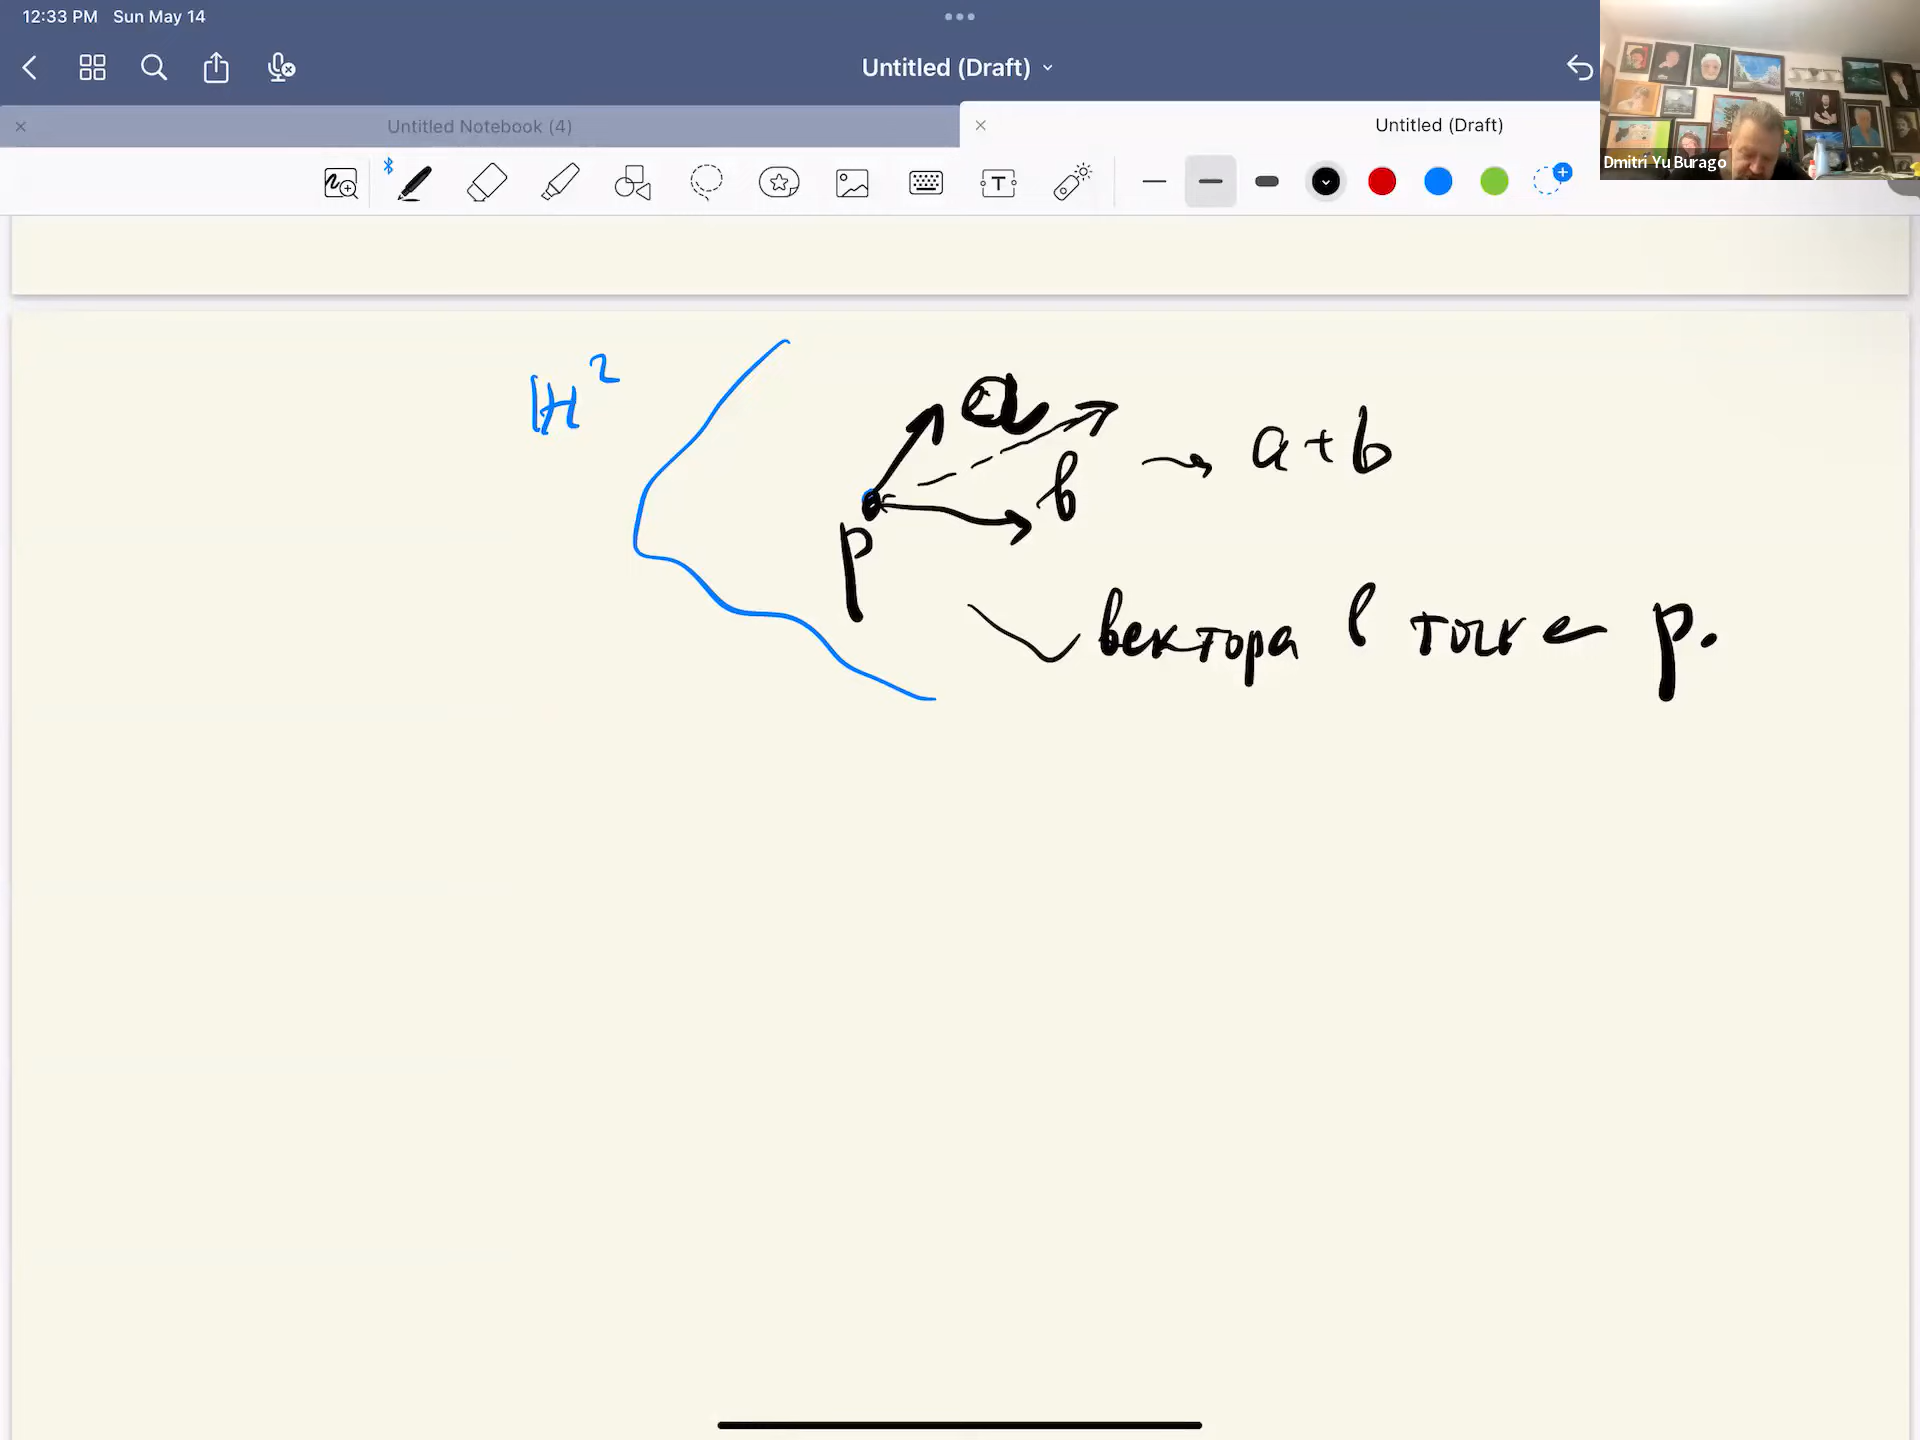 12:33 PM Sun May 14
Untitled (Draft)
Untitled Notebook (4)
Untitled (Draft)
Dmitri Yu Burago
T
ℍ²
a
b
→ a + b
p
вектора в точке p.